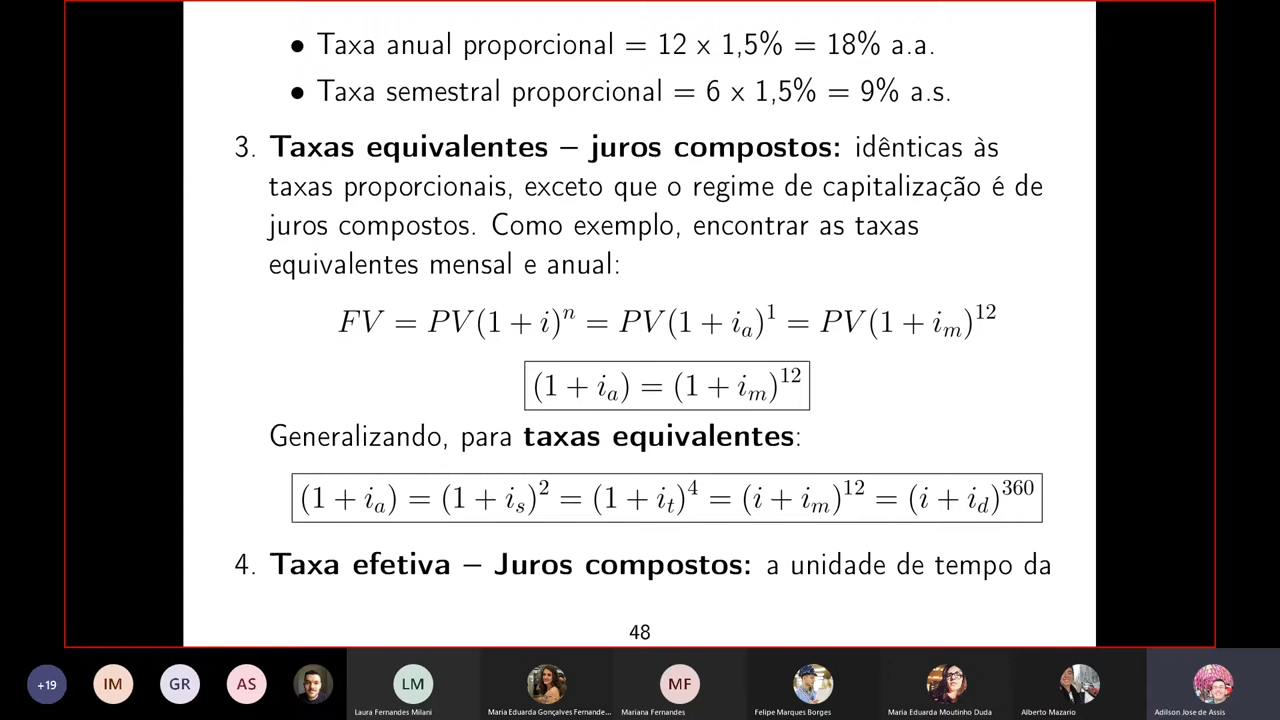 • Taxa anual proporcional = 12 x 1,5% = 18% a.a.
• Taxa semestral proporcional = 6 x 1,5% = 9% a.s.
3. Taxas equivalentes – juros compostos: idênticas às
taxas proporcionais, exceto que o regime de capitalização é de
juros compostos. Como exemplo, encontrar as taxas
equivalentes mensal e anual:
FV = PV(1 + i)^n = PV(1 + i_a)^1 = PV(1 + i_m)^12
(1 + i_a) = (1 + i_m)^12
Generalizando, para taxas equivalentes:
(1 + i_a) = (1 + i_s)^2 = (1 + i_t)^4 = (i + i_m)^12 = (i + i_d)^360
4. Taxa efetiva – Juros compostos: a unidade de tempo da
48
+19 IM GR AS LM MF
Laura Fernandes Milani Maria Eduarda Gonçalves Fernande... Mariana Fernandes Felipe Marques Borges Maria Eduarda Moutinho Duda Alberto Mazario Adilson Jose de Assis